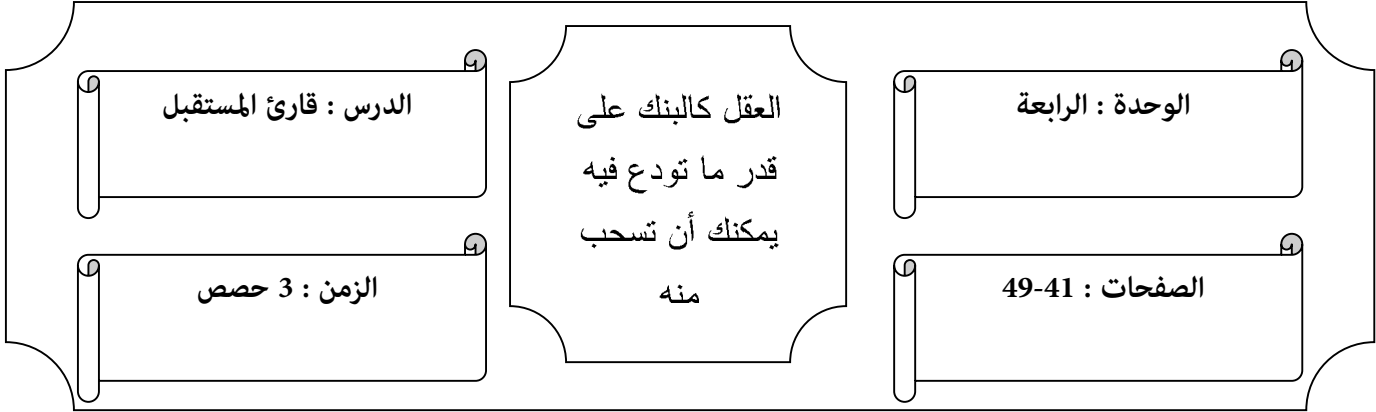 الوحدة : الرابعة
الصفحات : 41-49
العقل كالبنك على
قدر ما تودع فيه
يمكنك أن تسحب
منه
الدرس : قارئ المستقبل
الزمن : 3 حصص